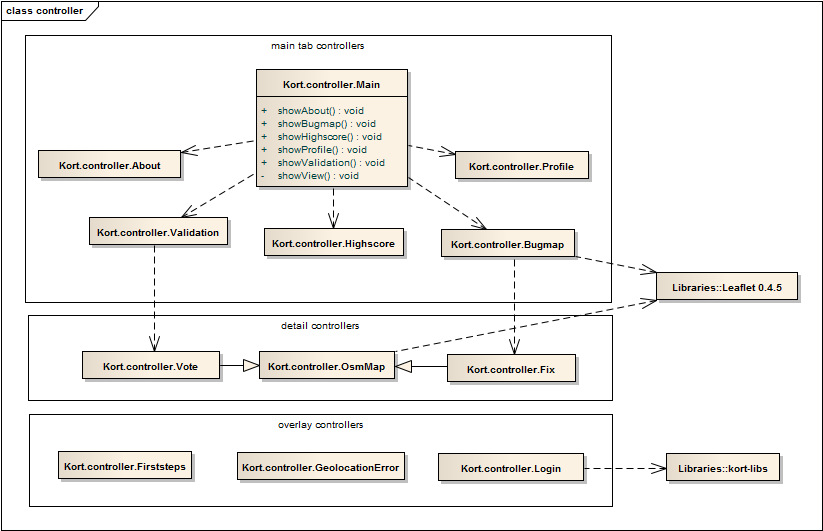 class controller
main tab controllers
Kort.controller.Main
+ showAbout() : void
+ showBugmap() : void
+ showHighscore() : void
+ showProfile() : void
+ showValidation() : void
- showView() : void
Kort.controller.About
Kort.controller.Profile
Kort.controller.Validation
Kort.controller.Highscore
Kort.controller.Bugmap
Libraries::Leaflet 0.4.5
detail controllers
Kort.controller.Vote
Kort.controller.OsmMap
Kort.controller.Fix
overlay controllers
Kort.controller.Firststeps
Kort.controller.GeolocationError
Kort.controller.Login
Libraries::kort-libs